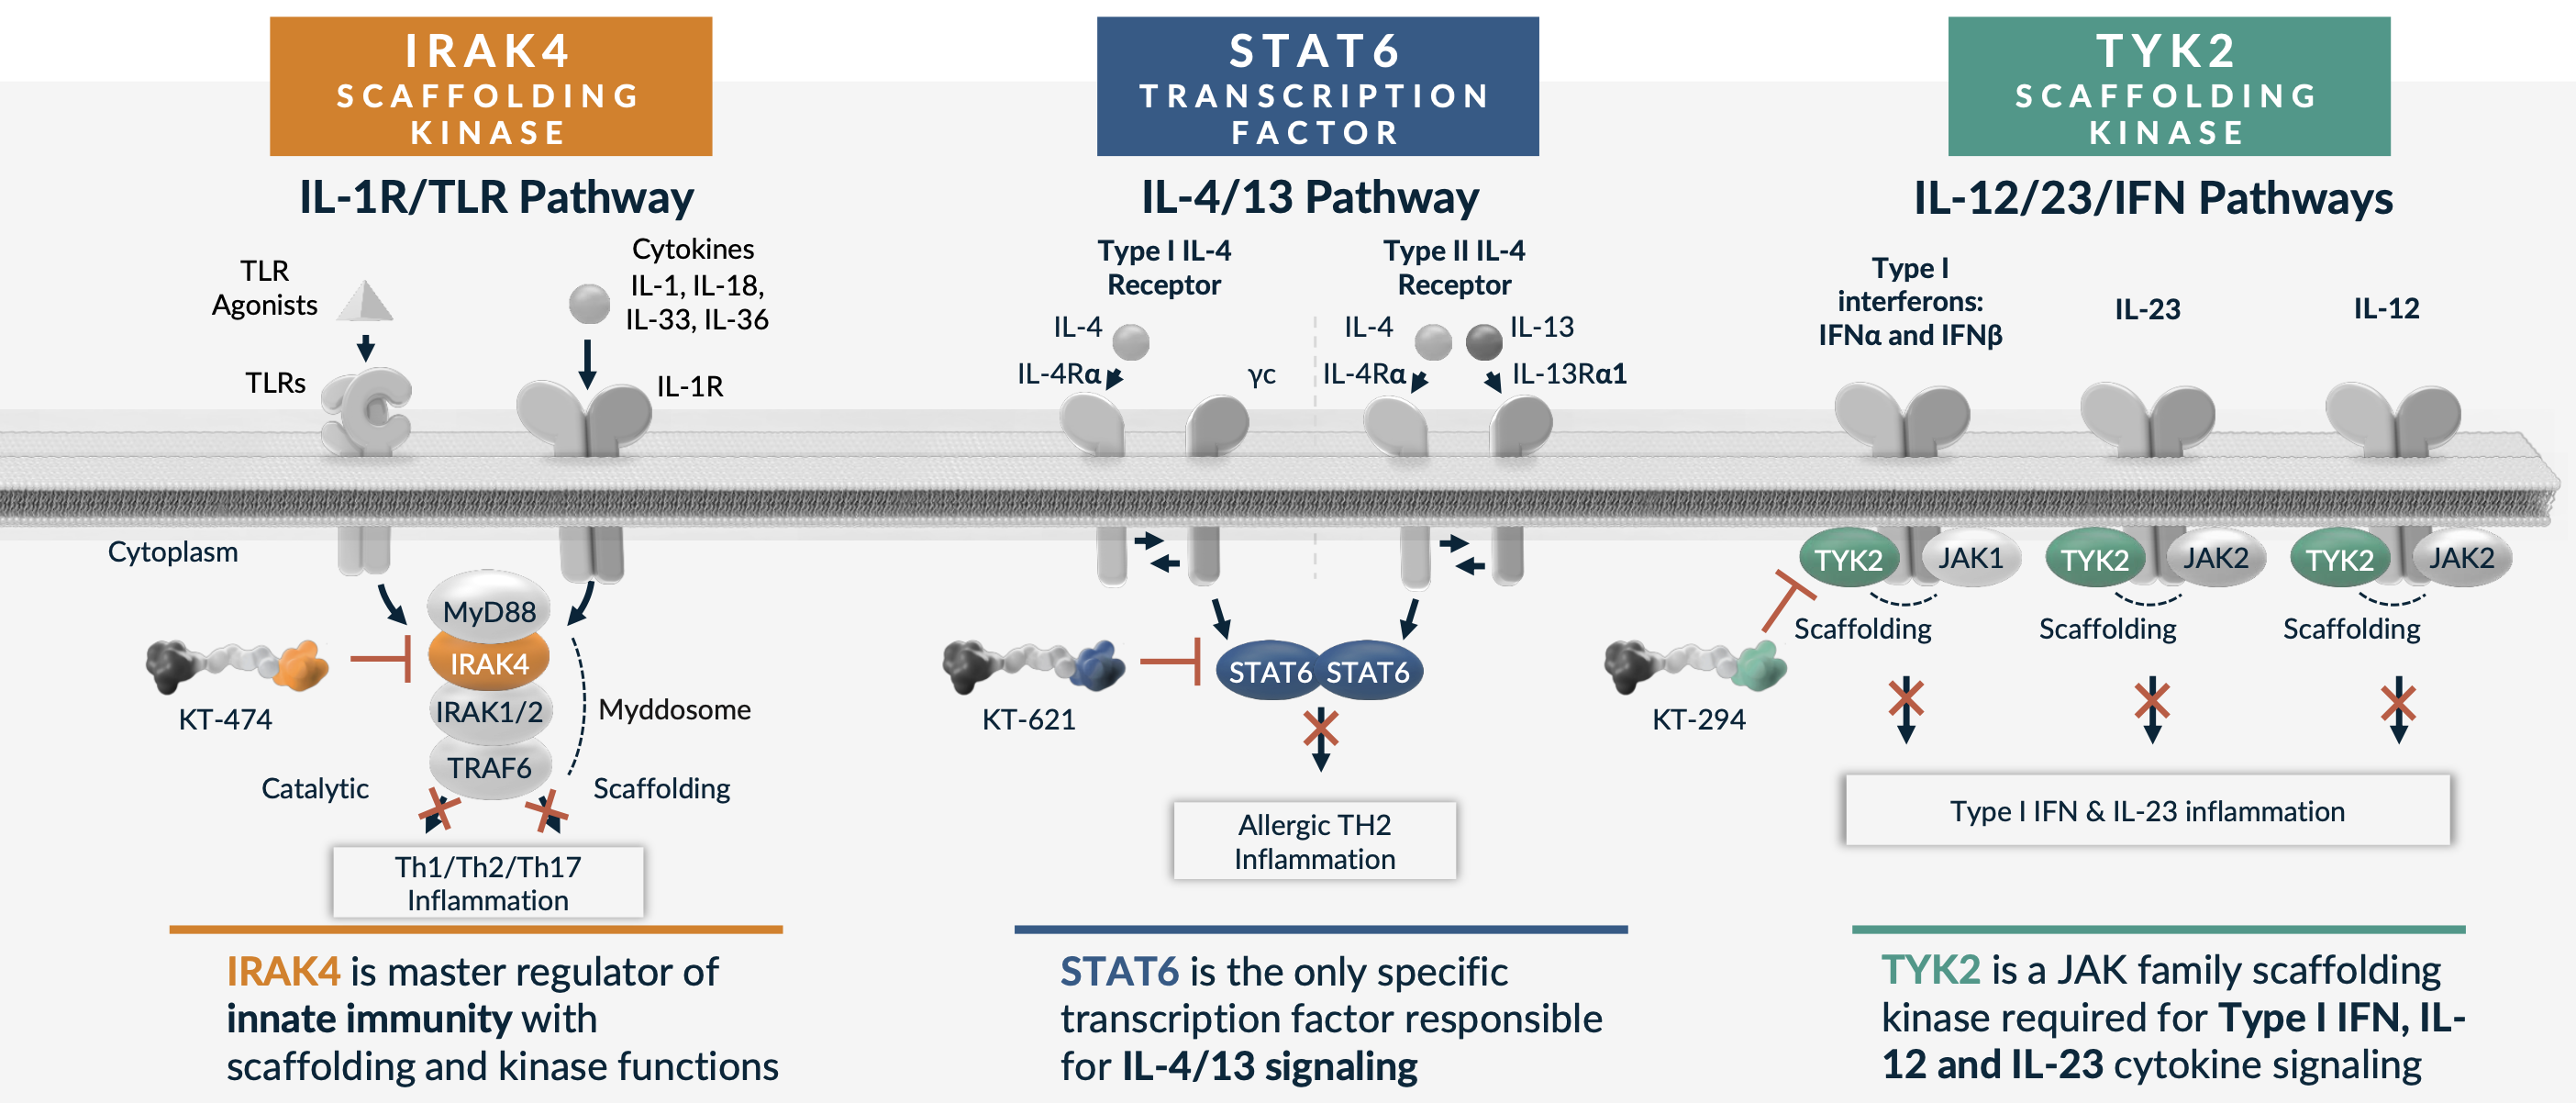 IRAK4
SCAFFOLDING
KINASE
IL-1R/TLR Pathway
TLR
Agonists
Cytokines
IL-1, IL-18,
IL-33, IL-36
TLRs
IL-1R
Cytoplasm
MyD88
IRAK4
IRAK1/2
TRAF6
KT-474
Myddosome
Catalytic
Scaffolding
Th1/Th2/Th17
Inflammation
IRAK4 is master regulator of
innate immunity with
scaffolding and kinase functions
STAT6
TRANSCRIPTION
FACTOR
IL-4/13 Pathway
Type I IL-4
Receptor
Type II IL-4
Receptor
IL-4
IL-4
IL-13
IL-4Rα
γc
IL-4Rα
IL-13Rα1
STAT6
STAT6
KT-621
Allergic TH2
Inflammation
STAT6 is the only specific
transcription factor responsible
for IL-4/13 signaling
TYK2
SCAFFOLDING
KINASE
IL-12/23/IFN Pathways
Type I
interferons:
IFNα and IFNβ
IL-23
IL-12
TYK2
JAK1
TYK2
JAK2
TYK2
JAK2
Scaffolding
Scaffolding
Scaffolding
KT-294
Type I IFN & IL-23 inflammation
TYK2 is a JAK family scaffolding
kinase required for Type I IFN, IL-
12 and IL-23 cytokine signaling